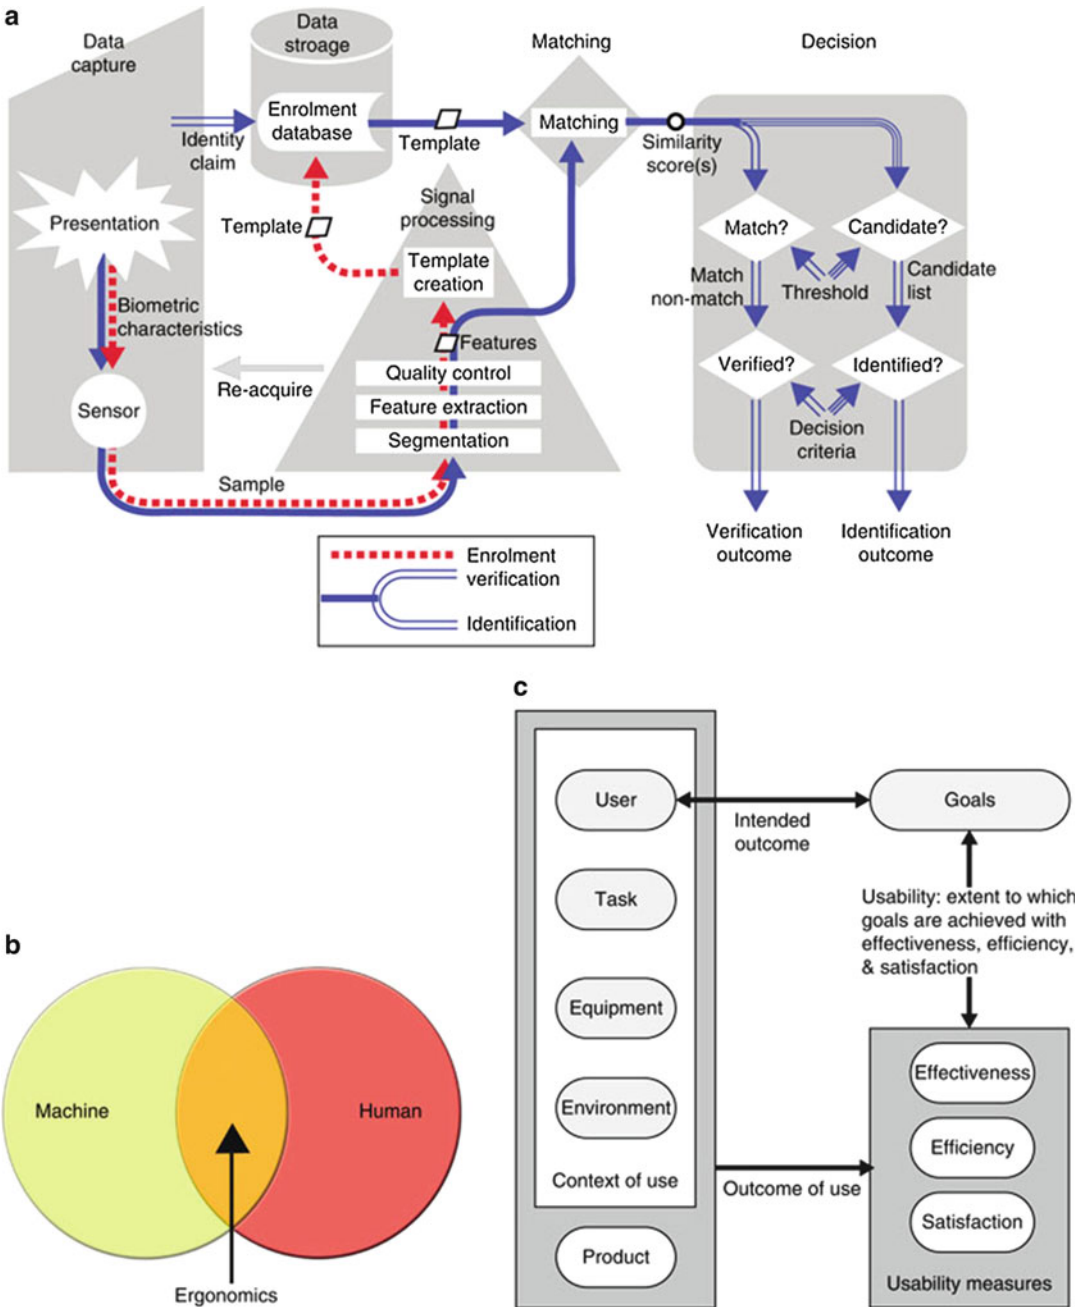 a
Data
capture
Data
stroage
Matching
Decision
Identity
claim
Enrolment
database
Template
Matching
Similarity
score(s)
Presentation
Template
Signal
processing
Template
creation
Match?
Candidate?
Match
non-match
Threshold
Candidate
list
Biometric
characteristics
Features
Quality control
Feature extraction
Segmentation
Re-acquire
Sensor
Verified?
Identified?
Decision
criteria
Sample
Verification
outcome
Identification
outcome
Enrolment
verification
Identification
b
Machine
Human
Ergonomics
c
User
Task
Equipment
Environment
Context of use
Product
Intended
outcome
Goals
Usability: extent to which
goals are achieved with
effectiveness, efficiency,
& satisfaction
Outcome of use
Effectiveness
Efficiency
Satisfaction
Usability measures